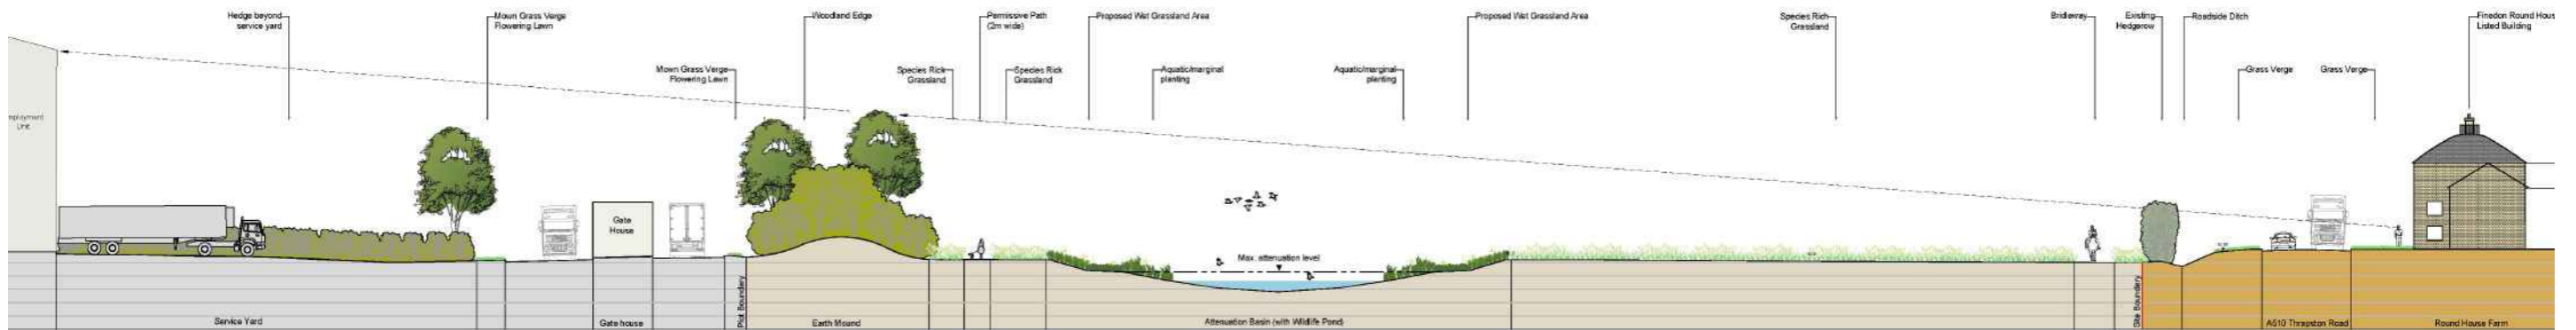 Hedge beyond
service yard
Mown Grass Verge
Flowering Lawn
Woodland Edge
Permissive Path
(2m wide)
Proposed Wet Grassland Area
Proposed Wet Grassland Area
Species Rich
Grassland
Bridleway
Existing
Hedgerow
Roadside Ditch
Finedon Round Hous
Listed Building
Mown Grass Verge
Flowering Lawn
Species Rick
Grassland
Species Rick
Grassland
Aquatic/marginal
planting
Aquatic/marginal
planting
Grass Verge
Grass Verge
mployment
Unit
Gate
House
Max. attenuation level
Plot Boundary
Site Boundary
Service Yard
Gate house
Earth Mound
Attenuation Basin (with Wildlife Pond)
A510 Thrapston Road
Round House Farm